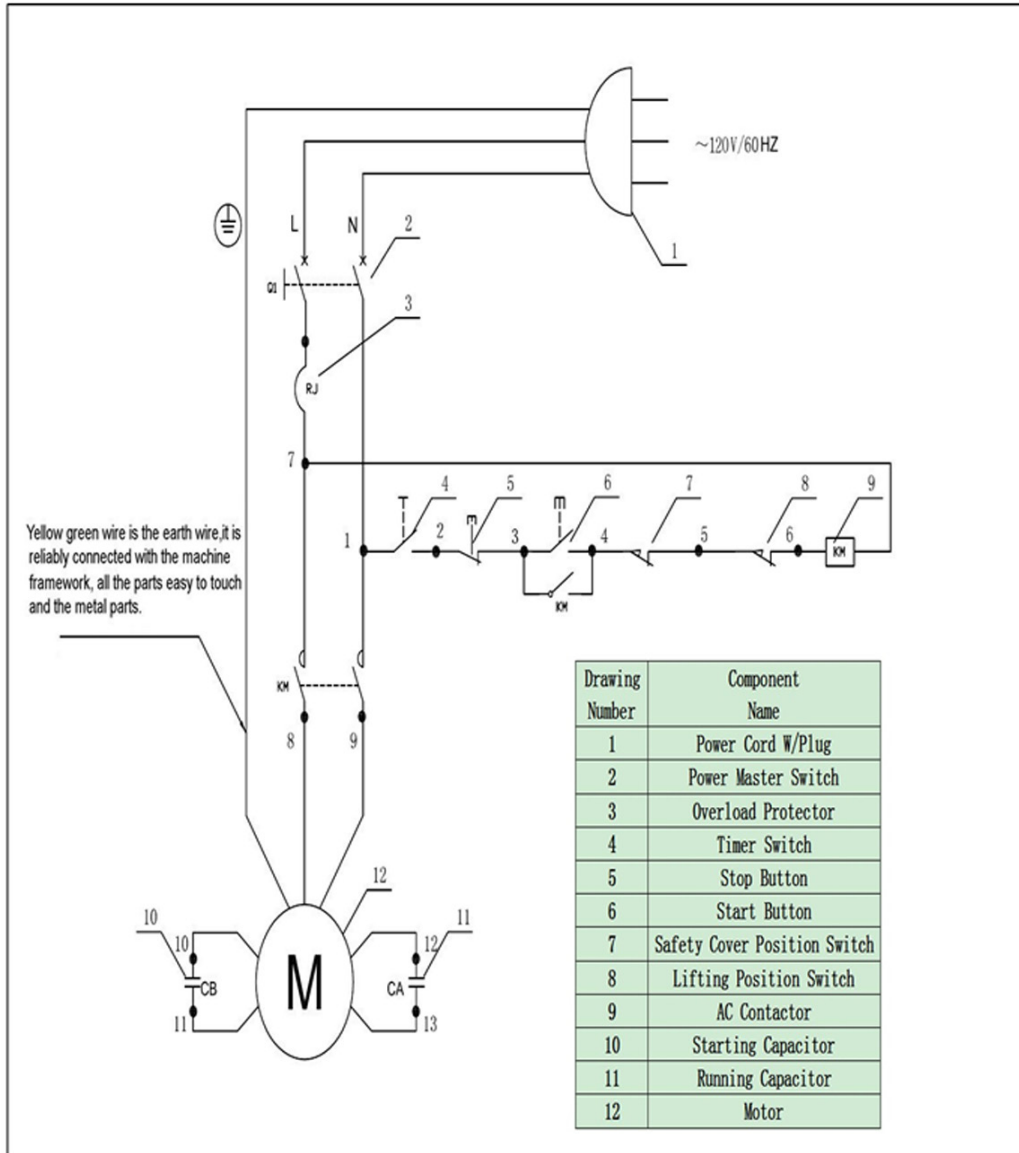 ~120V/60HZ
L N 2
1
Q1
3
RJ
7
4 5 6 7 8 9
1 2 3 4 5 6 KM
KM
Yellow green wire is the earth wire,it is
reliably connected with the machine
framework, all the parts easy to touch
and the metal parts.
KM
8 9
12
10 11
10 12
CB M CA
11 13
Drawing Number Component Name
1 Power Cord W/Plug
2 Power Master Switch
3 Overload Protector
4 Timer Switch
5 Stop Button
6 Start Button
7 Safety Cover Position Switch
8 Lifting Position Switch
9 AC Contactor
10 Starting Capacitor
11 Running Capacitor
12 Motor